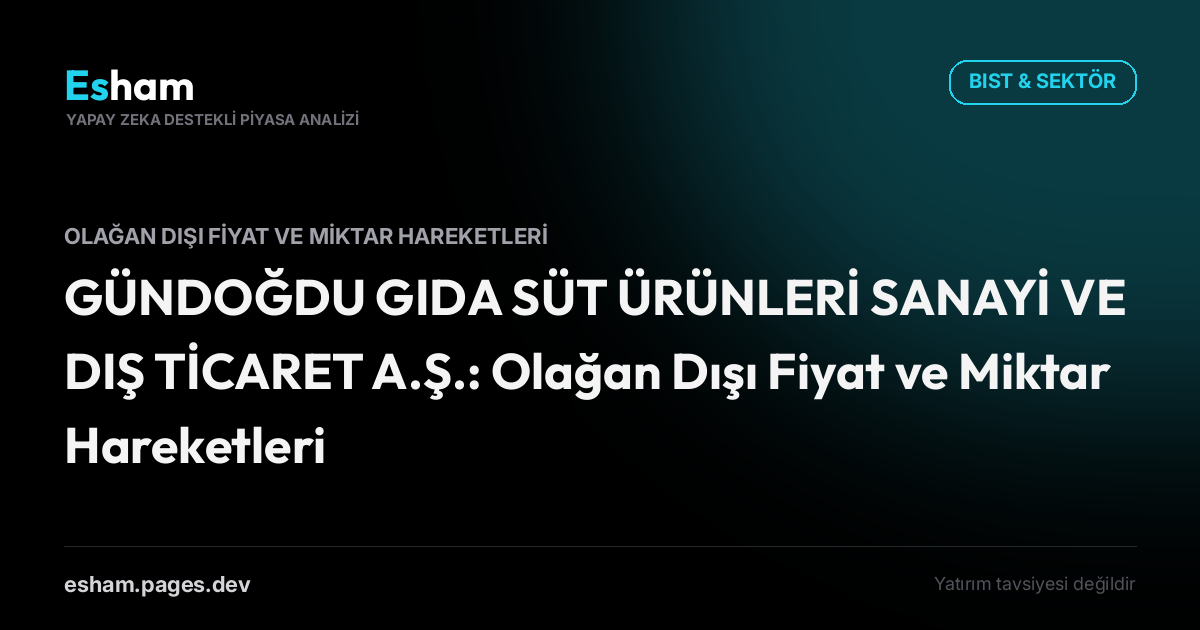 Esham
BIST & SEKTÖR
YAPAY ZEKA DESTEKLİ PİYASA ANALİZİ
OLAĞAN DIŞI FİYAT VE MİKTAR HAREKETLERİ
GÜNDOĞDU GIDA SÜT ÜRÜNLERİ SANAYİ VE
DIŞ TİCARET A.Ş.: Olağan Dışı Fiyat ve Miktar
Hareketleri
esham.pages.dev
Yatırım tavsiyesi değildir